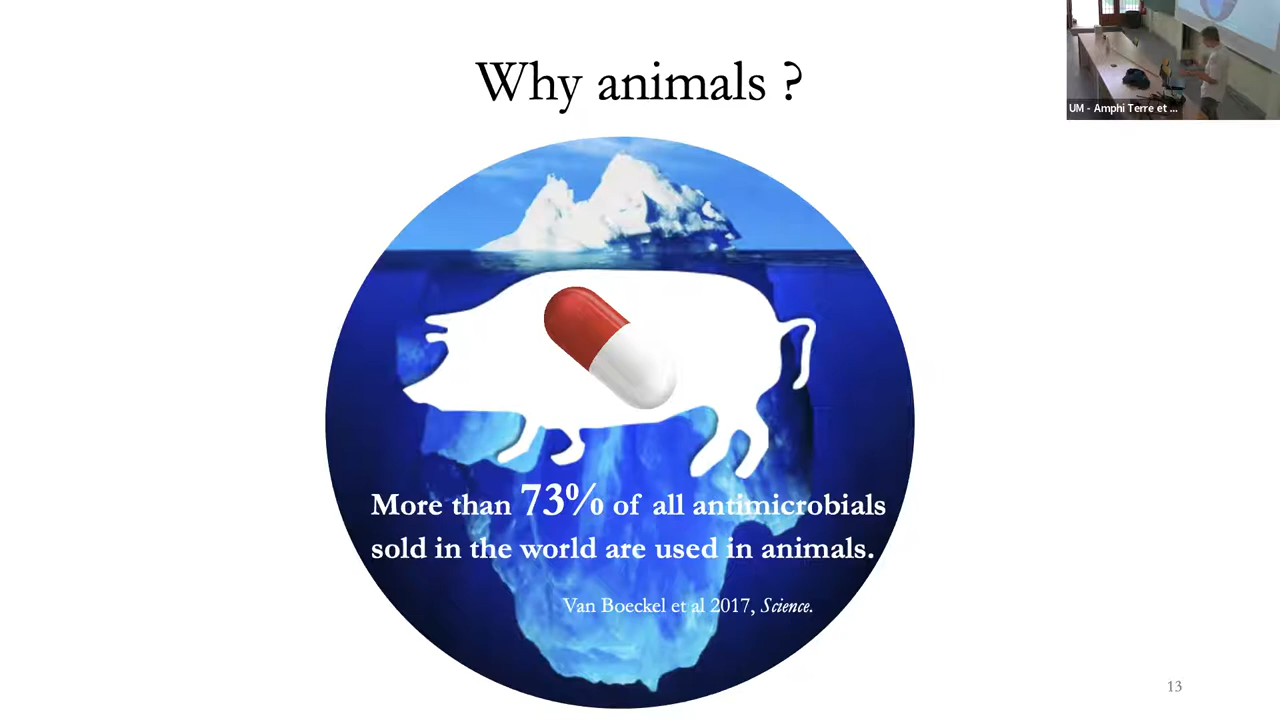 Why animals ?
UM - Amphi Terre et ...
More than 73% of all antimicrobials
sold in the world are used in animals.
Van Boeckel et al 2017, Science.
13